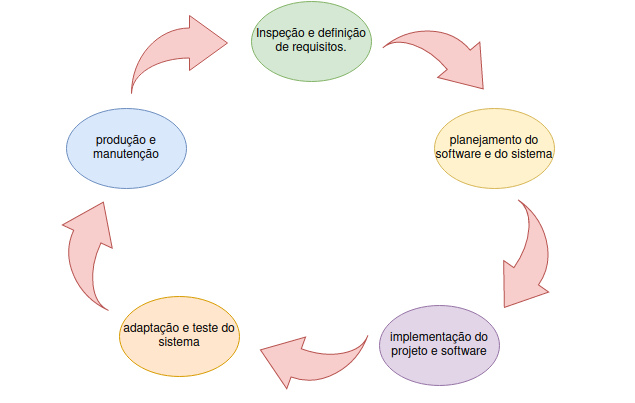 Inspeção e definição
de requisitos.
planejamento do
software e do sistema
implementação do
projeto e software
adaptação e teste do
sistema
produção e
manutenção